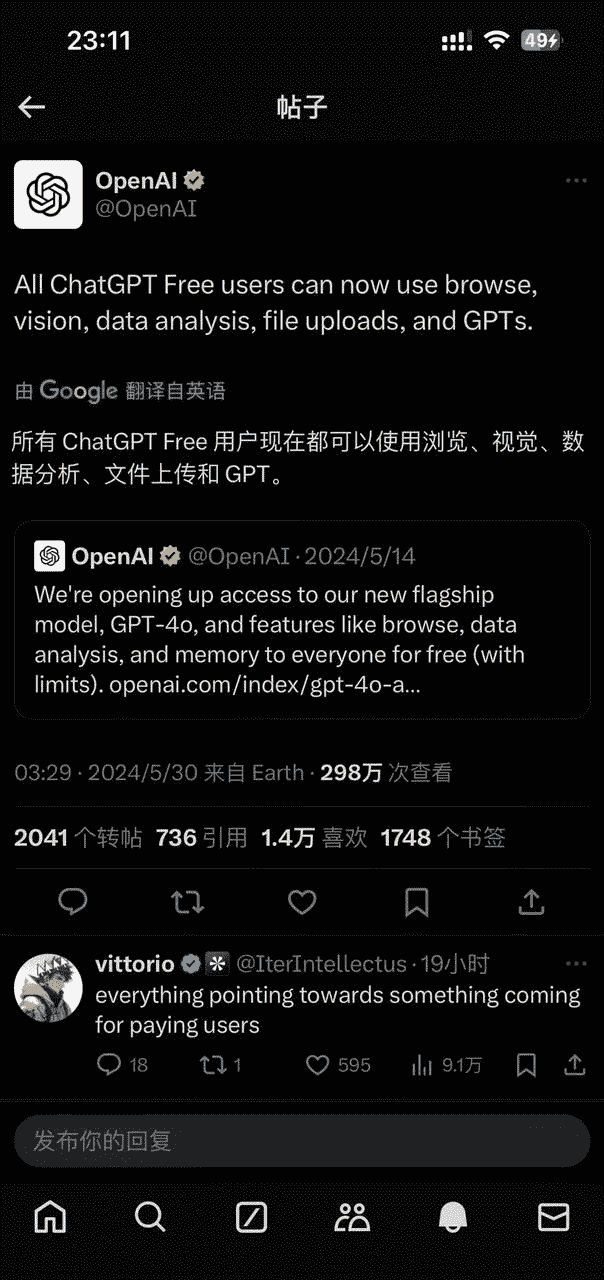 23:11
49
帖子
OpenAI
@OpenAI
All ChatGPT Free users can now use browse,
vision, data analysis, file uploads, and GPTs.
由 Google 翻译自英语
所有 ChatGPT Free 用户现在都可以使用浏览、视觉、数
据分析、文件上传和 GPT。
OpenAI @OpenAI · 2024/5/14
We're opening up access to our new flagship
model, GPT-4o, and features like browse, data
analysis, and memory to everyone for free (with
limits). openai.com/index/gpt-4o-a...
03:29 · 2024/5/30 来自 Earth · 298万 次查看
2041 个转帖 736 引用 1.4万 喜欢 1748 个书签
vittorio @IterIntellectus · 19小时
everything pointing towards something coming
for paying users
18 1 595 9.1万
发布你的回复